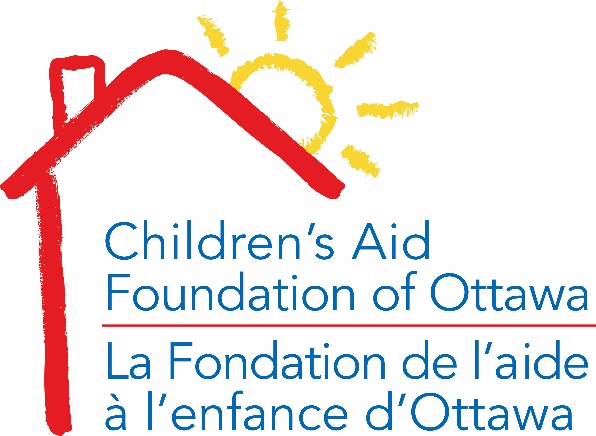 Children's Aid
Foundation of Ottawa
La Fondation de l'aide
à l'enfance d'Ottawa